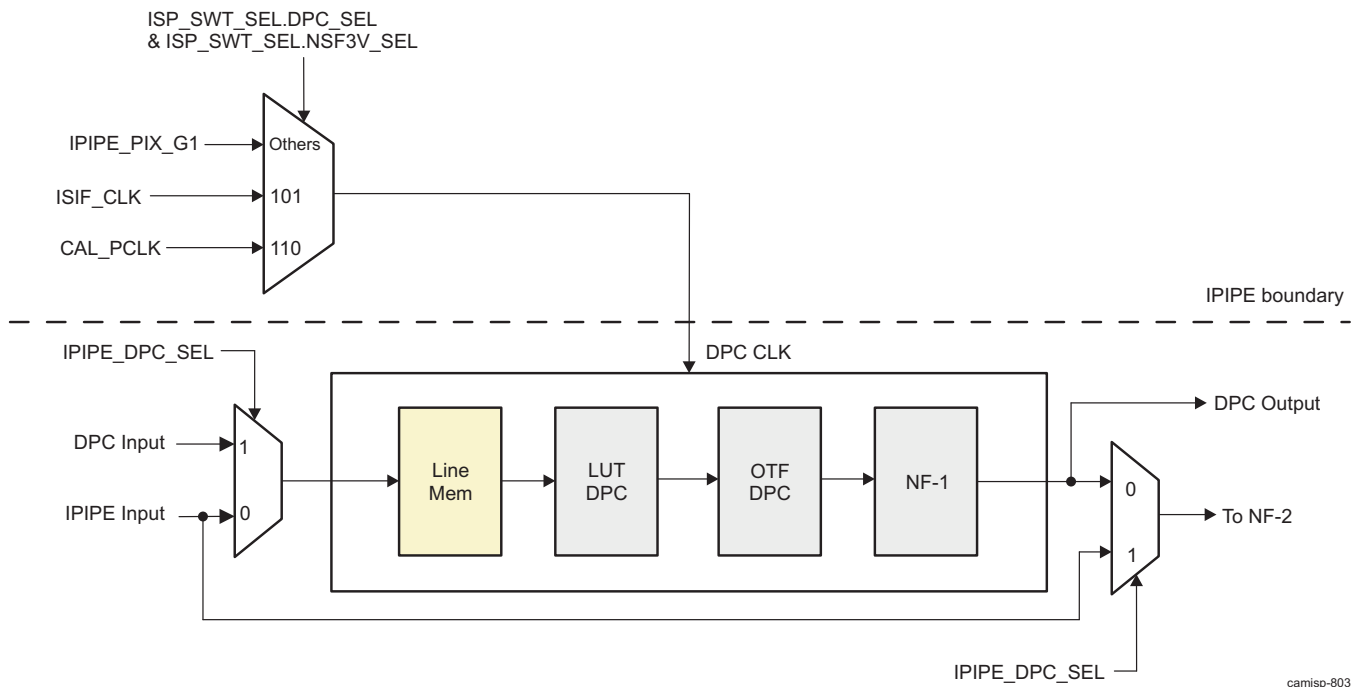 ISP_SWT_SEL.DPC_SEL
& ISP_SWT_SEL.NSF3V_SEL
IPIPE_PIX_G1
Others
ISIF_CLK
101
CAL_PCLK
110
IPIPE boundary
IPIPE_DPC_SEL
DPC CLK
DPC Input
1
IPIPE Input
0
Line
Mem
LUT
DPC
OTF
DPC
NF-1
DPC Output
0
1
To NF-2
IPIPE_DPC_SEL
camisp-803